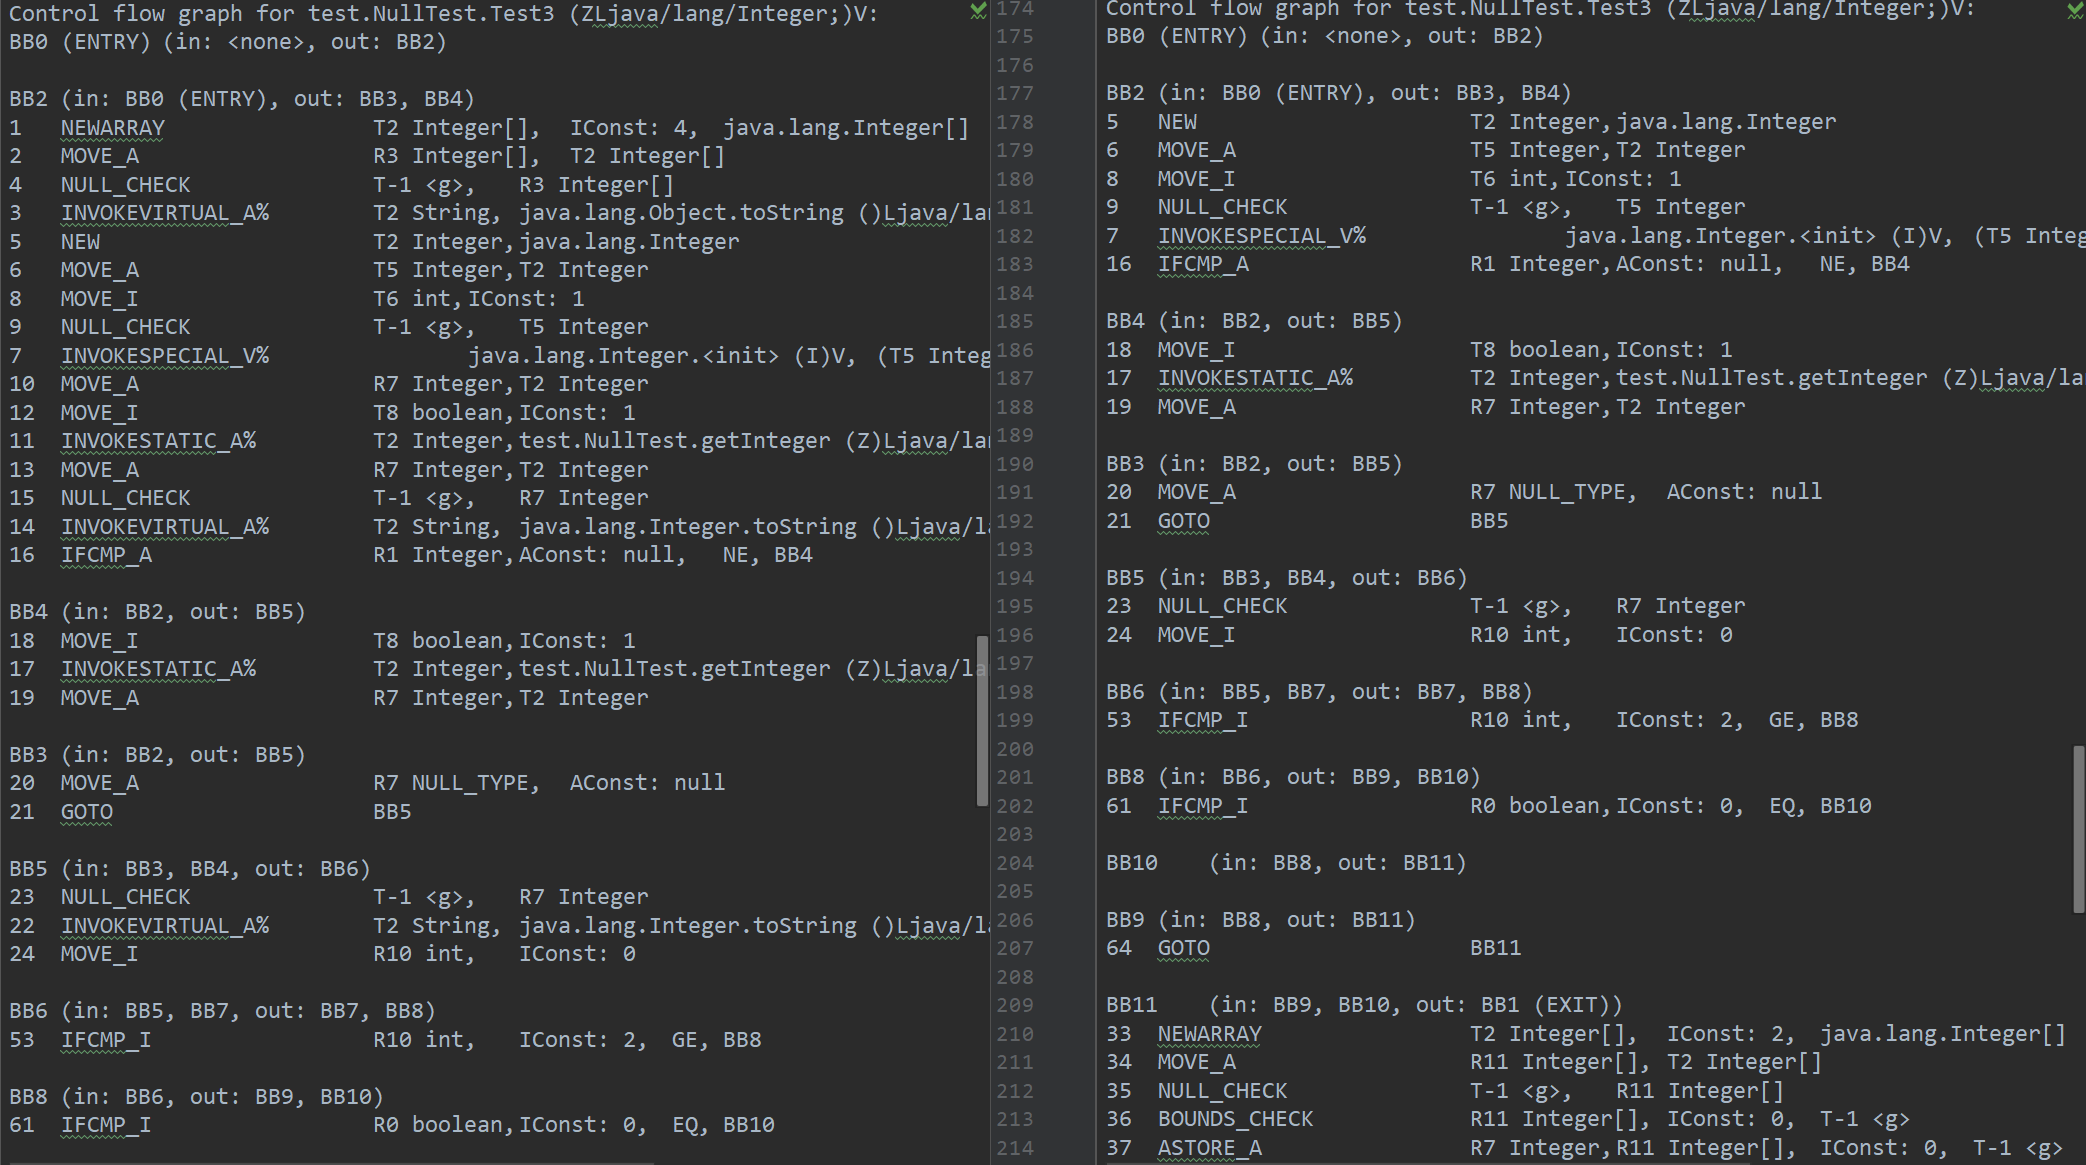 Control flow graph for test.NullTest.Test3 (ZLjava/lang/Integer;)V:
BB0 (ENTRY) (in: <none>, out: BB2)
BB2 (in: BB0 (ENTRY), out: BB3, BB4)
1 NEWARRAY T2 Integer[], IConst: 4, java.lang.Integer[]
2 MOVE_A R3 Integer[], T2 Integer[]
4 NULL_CHECK T-1 <g>, R3 Integer[]
3 INVOKEVIRTUAL_A% T2 String, java.lang.Object.toString ()Ljava/la
5 NEW T2 Integer,java.lang.Integer
6 MOVE_A T5 Integer,T2 Integer
8 MOVE_I T6 int,IConst: 1
9 NULL_CHECK T-1 <g>, T5 Integer
7 INVOKESPECIAL_V% java.lang.Integer.<init> (I)V, (T5 Integ
10 MOVE_A R7 Integer,T2 Integer
12 MOVE_I T8 boolean,IConst: 1
11 INVOKESTATIC_A% T2 Integer,test.NullTest.getInteger (Z)Ljava/la
13 MOVE_A R7 Integer,T2 Integer
15 NULL_CHECK T-1 <g>, R7 Integer
14 INVOKEVIRTUAL_A% T2 String, java.lang.Integer.toString ()Ljava/l
16 IFCMP_A R1 Integer,AConst: null, NE, BB4
BB4 (in: BB2, out: BB5)
18 MOVE_I T8 boolean,IConst: 1
17 INVOKESTATIC_A% T2 Integer,test.NullTest.getInteger (Z)Ljava/la
19 MOVE_A R7 Integer,T2 Integer
BB3 (in: BB2, out: BB5)
20 MOVE_A R7 NULL_TYPE, AConst: null
21 GOTO BB5
BB5 (in: BB3, BB4, out: BB6)
23 NULL_CHECK T-1 <g>, R7 Integer
22 INVOKEVIRTUAL_A% T2 String, java.lang.Integer.toString ()Ljava/l
24 MOVE_I R10 int, IConst: 0
BB6 (in: BB5, BB7, out: BB7, BB8)
53 IFCMP_I R10 int, IConst: 2, GE, BB8
BB8 (in: BB6, out: BB9, BB10)
61 IFCMP_I R0 boolean,IConst: 0, EQ, BB10
174 Control flow graph for test.NullTest.Test3 (ZLjava/lang/Integer;)V:
175 BB0 (ENTRY) (in: <none>, out: BB2)
176
177 BB2 (in: BB0 (ENTRY), out: BB3, BB4)
178 5 NEW T2 Integer,java.lang.Integer
179 6 MOVE_A T5 Integer,T2 Integer
180 8 MOVE_I T6 int,IConst: 1
181 9 NULL_CHECK T-1 <g>, T5 Integer
182 7 INVOKESPECIAL_V% java.lang.Integer.<init> (I)V, (T5 Integ
183 16 IFCMP_A R1 Integer,AConst: null, NE, BB4
184
185 BB4 (in: BB2, out: BB5)
186 18 MOVE_I T8 boolean,IConst: 1
187 17 INVOKESTATIC_A% T2 Integer,test.NullTest.getInteger (Z)Ljava/la
188 19 MOVE_A R7 Integer,T2 Integer
189
190 BB3 (in: BB2, out: BB5)
191 20 MOVE_A R7 NULL_TYPE, AConst: null
192 21 GOTO BB5
193
194 BB5 (in: BB3, BB4, out: BB6)
195 23 NULL_CHECK T-1 <g>, R7 Integer
196 24 MOVE_I R10 int, IConst: 0
197
198 BB6 (in: BB5, BB7, out: BB7, BB8)
199 53 IFCMP_I R10 int, IConst: 2, GE, BB8
200
201 BB8 (in: BB6, out: BB9, BB10)
202 61 IFCMP_I R0 boolean,IConst: 0, EQ, BB10
203
204 BB10 (in: BB8, out: BB11)
205
206 BB9 (in: BB8, out: BB11)
207 64 GOTO BB11
208
209 BB11 (in: BB9, BB10, out: BB1 (EXIT))
210 33 NEWARRAY T2 Integer[], IConst: 2, java.lang.Integer[]
211 34 MOVE_A R11 Integer[], T2 Integer[]
212 35 NULL_CHECK T-1 <g>, R11 Integer[]
213 36 BOUNDS_CHECK R11 Integer[], IConst: 0, T-1 <g>
214 37 ASTORE_A R7 Integer,R11 Integer[], IConst: 0, T-1 <g>